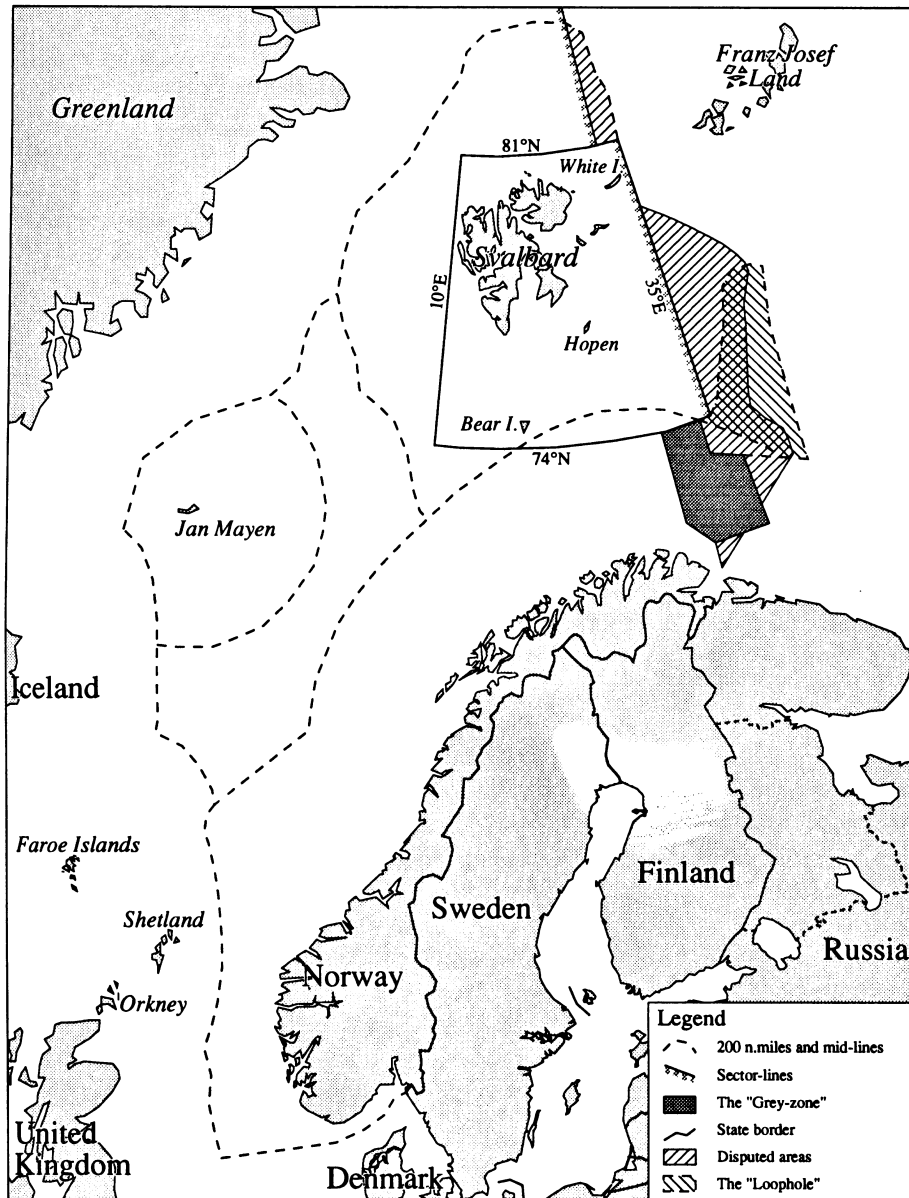 Franz Josef
Land
Greenland
81°N
White I.
Svalbard
10°E
35°E
Hopen
Bear I.
74°N
Jan Mayen
Iceland
Faroe Islands
Finland
Sweden
Shetland
Russia
Norway
Orkney
Legend
200 n.miles and mid-lines
Sector-lines
The "Grey-zone"
State border
Disputed areas
The "Loophole"
United
Kingdom
Denmark